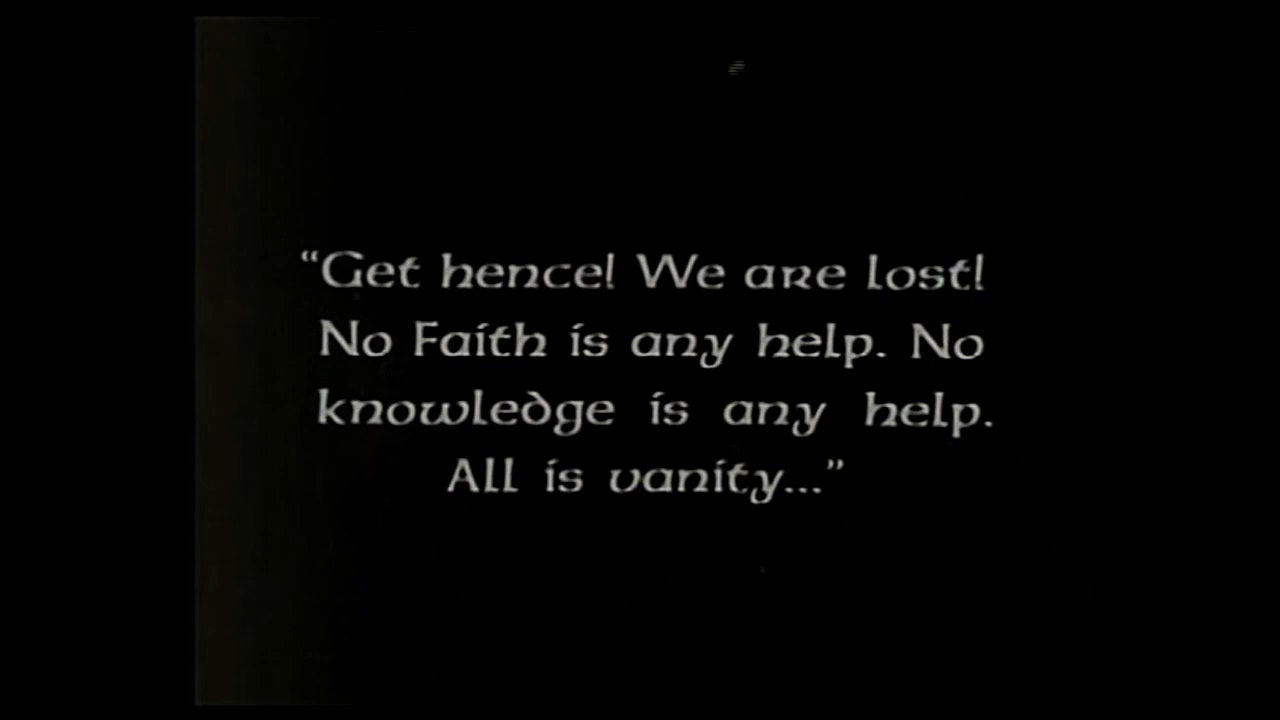 “Get hence! We are lost!
No Faith is any help. No
knowledge is any help.
All is vanity...”